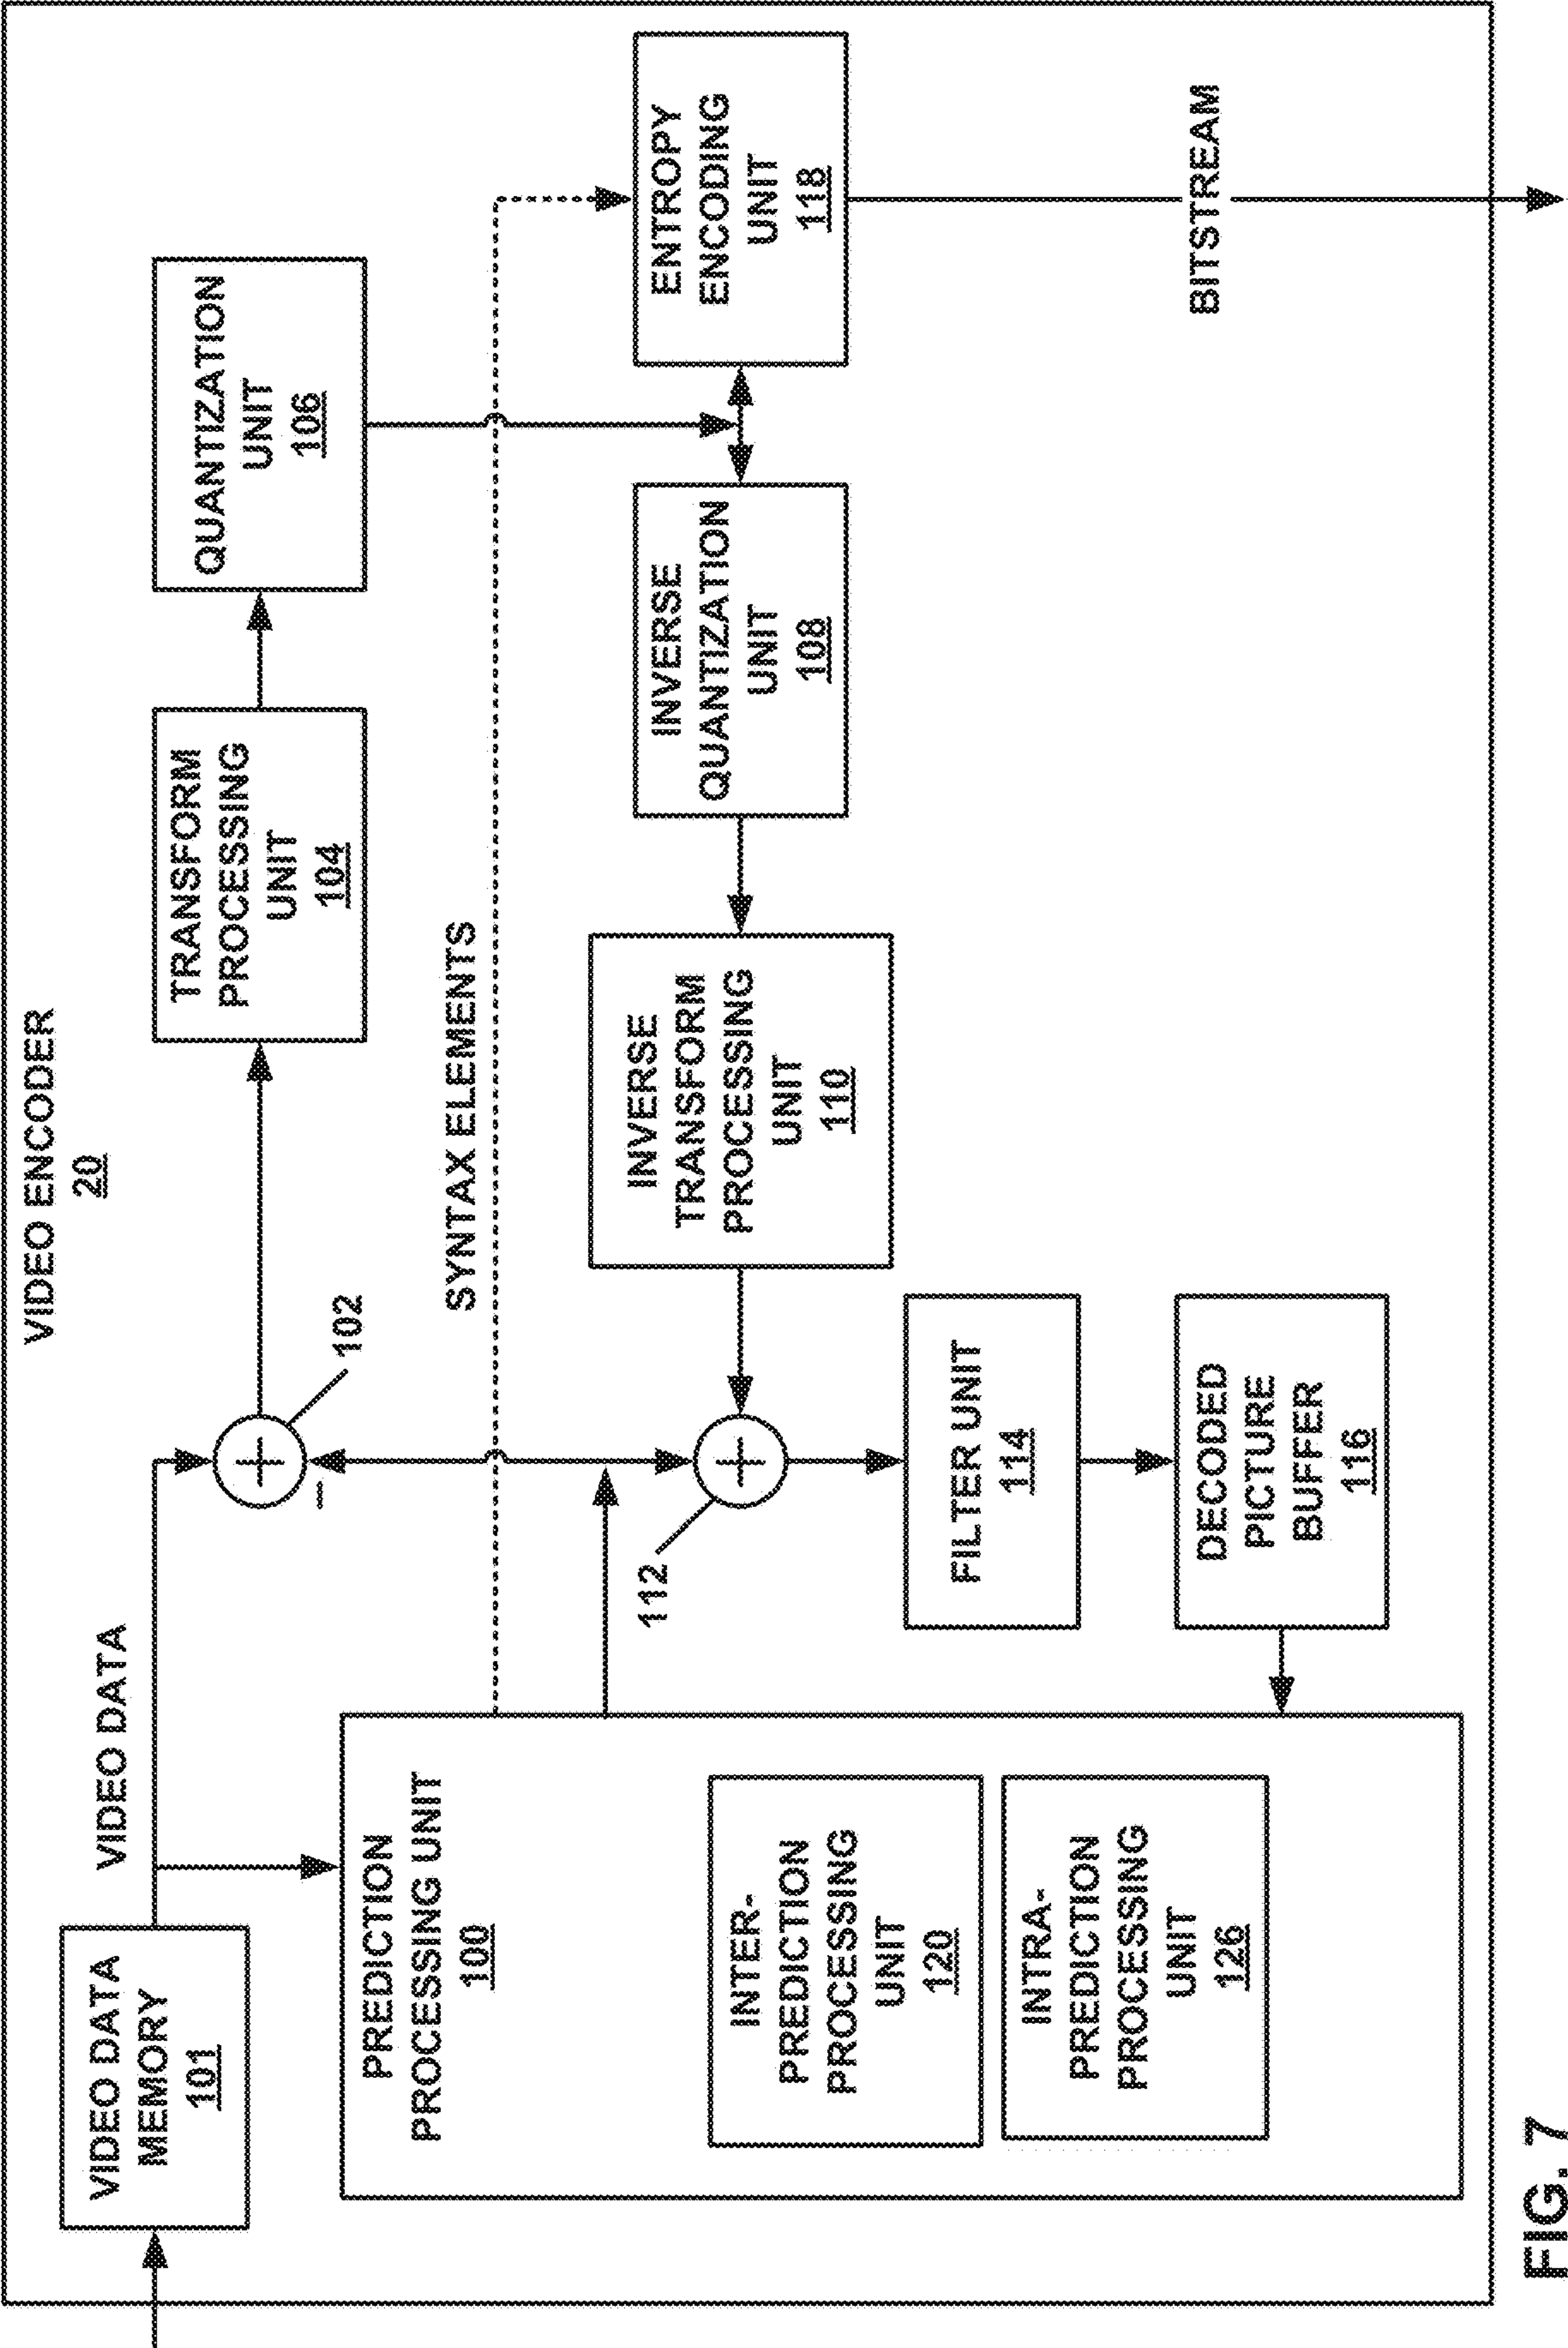 VIDEO ENCODER
20
VIDEO DATA
MEMORY
101
VIDEO DATA
102
TRANSFORM
PROCESSING
UNIT
104
QUANTIZATION
UNIT
106
SYNTAX ELEMENTS
PREDICTION
PROCESSING UNIT
100
INTER-
PREDICTION
PROCESSING
UNIT
120
INTRA-
PREDICTION
PROCESSING
UNIT
126
112
–
INVERSE
TRANSFORM
PROCESSING
UNIT
110
INVERSE
QUANTIZATION
UNIT
108
ENTROPY
ENCODING
UNIT
118
FILTER UNIT
114
DECODED
PICTURE
BUFFER
116
BITSTREAM
FIG. 7